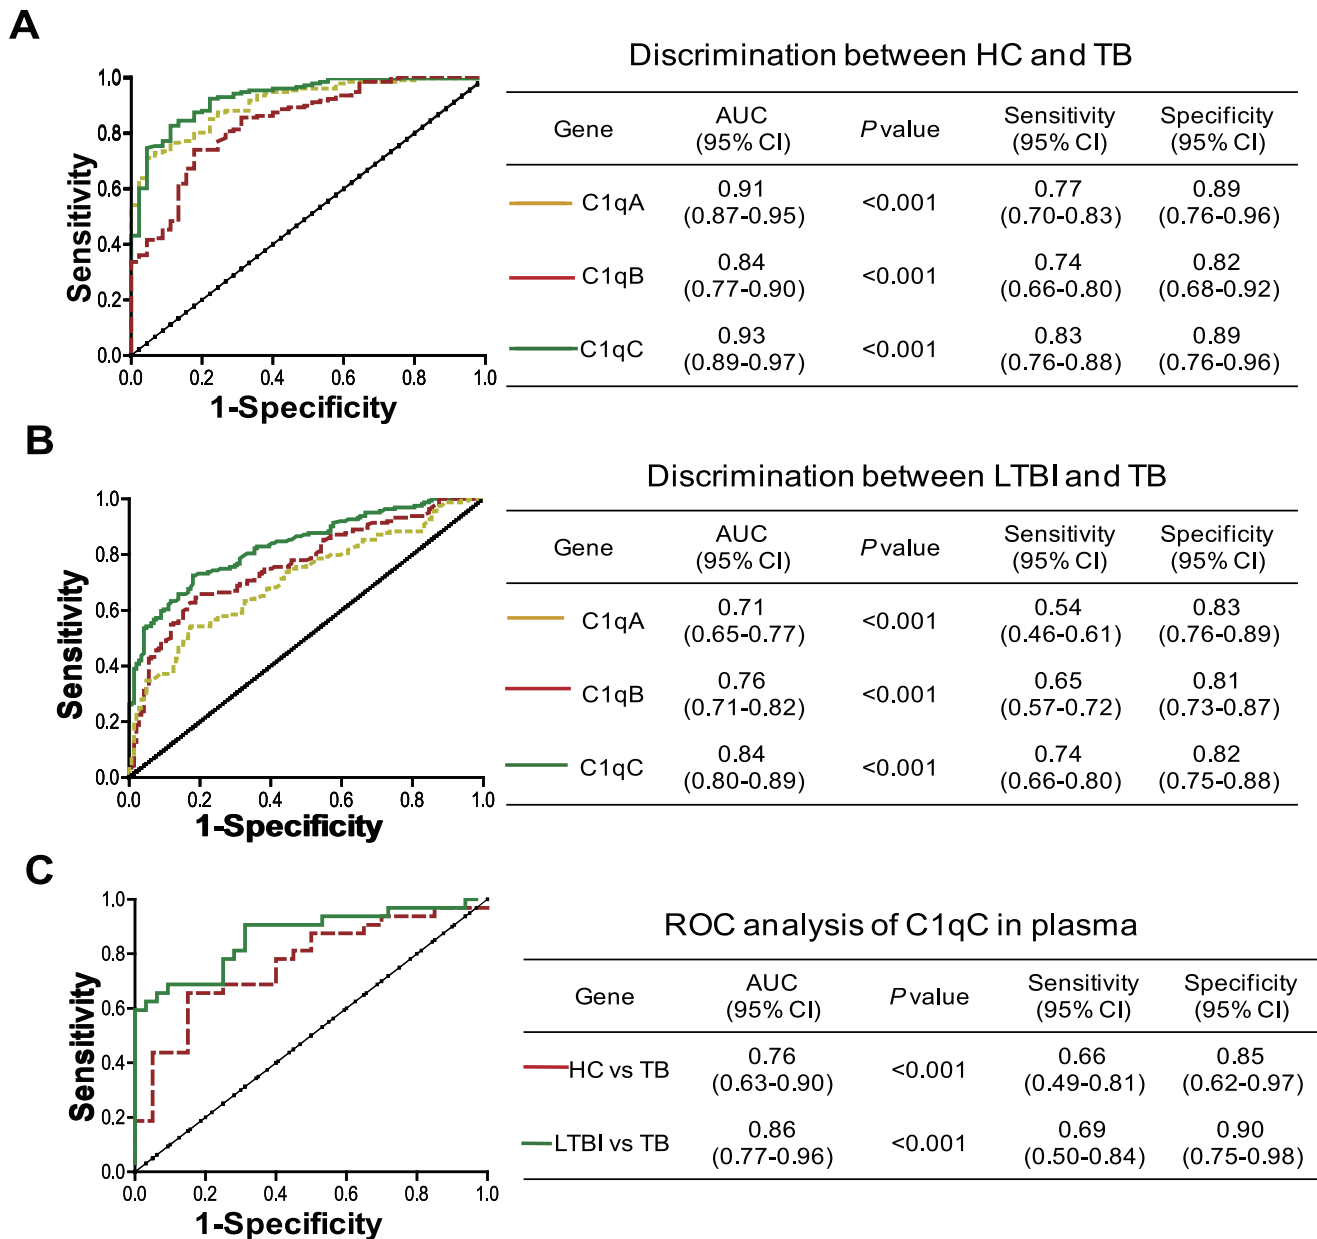 A
Discrimination between HC and TB
Sensitivity
1.0
0.8
0.6
0.4
0.2
0.0
0.0 0.2 0.4 0.6 0.8 1.0
1-Specificity
Gene AUC (95% CI) P value Sensitivity (95% CI) Specificity (95% CI)
C1qA 0.91 (0.87-0.95) <0.001 0.77 (0.70-0.83) 0.89 (0.76-0.96)
C1qB 0.84 (0.77-0.90) <0.001 0.74 (0.66-0.80) 0.82 (0.68-0.92)
C1qC 0.93 (0.89-0.97) <0.001 0.83 (0.76-0.88) 0.89 (0.76-0.96)
B
Discrimination between LTBI and TB
Sensitivity
1.0
0.8
0.6
0.4
0.2
0.0
0.0 0.2 0.4 0.6 0.8 1.0
1-Specificity
Gene AUC (95% CI) P value Sensitivity (95% CI) Specificity (95% CI)
C1qA 0.71 (0.65-0.77) <0.001 0.54 (0.46-0.61) 0.83 (0.76-0.89)
C1qB 0.76 (0.71-0.82) <0.001 0.65 (0.57-0.72) 0.81 (0.73-0.87)
C1qC 0.84 (0.80-0.89) <0.001 0.74 (0.66-0.80) 0.82 (0.75-0.88)
C
ROC analysis of C1qC in plasma
Sensitivity
1.0
0.8
0.6
0.4
0.2
0.0
0.0 0.2 0.4 0.6 0.8 1.0
1-Specificity
Gene AUC (95% CI) P value Sensitivity (95% CI) Specificity (95% CI)
HC vs TB 0.76 (0.63-0.90) <0.001 0.66 (0.49-0.81) 0.85 (0.62-0.97)
LTBI vs TB 0.86 (0.77-0.96) <0.001 0.69 (0.50-0.84) 0.90 (0.75-0.98)